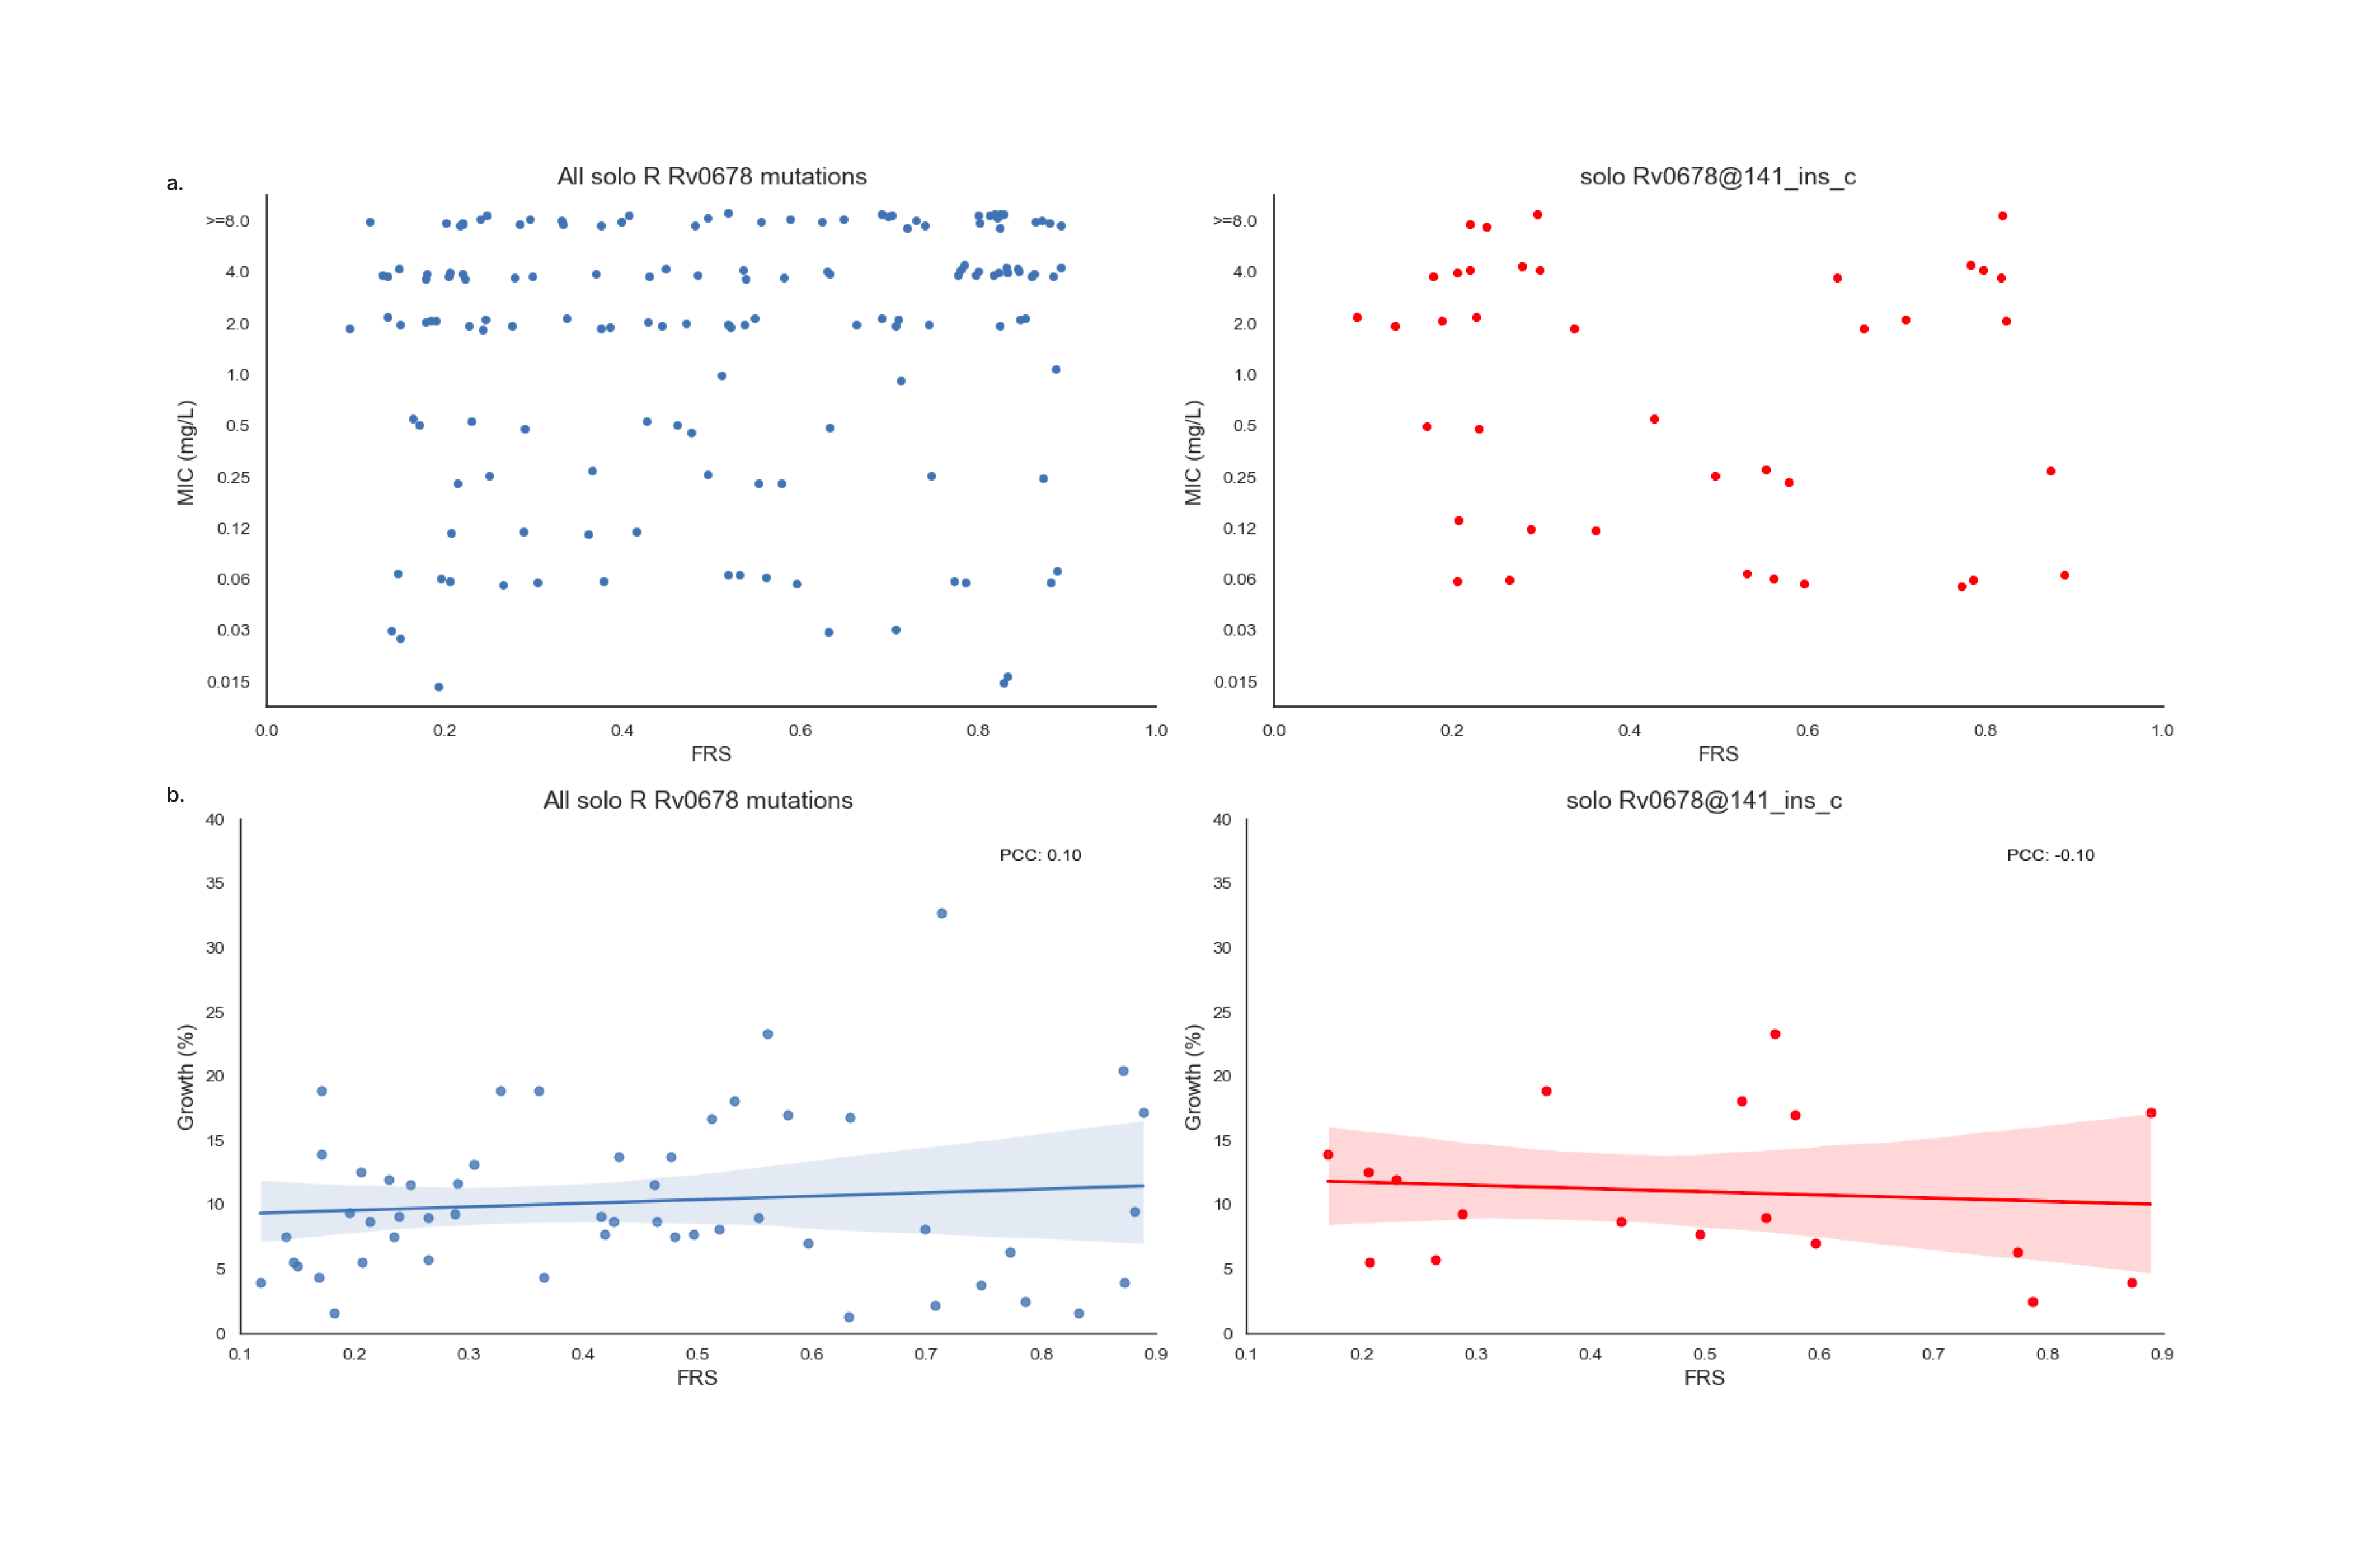 a.
All solo R Rv0678 mutations
solo Rv0678@141_ins_c
>=8.0
4.0
2.0
1.0
0.5
0.25
0.12
0.06
0.03
0.015
MIC (mg/L)
0.0 0.2 0.4 0.6 0.8 1.0
FRS
>=8.0
4.0
2.0
1.0
0.5
0.25
0.12
0.06
0.03
0.015
MIC (mg/L)
0.0 0.2 0.4 0.6 0.8 1.0
FRS
b.
All solo R Rv0678 mutations
solo Rv0678@141_ins_c
PCC: 0.10
40
35
30
25
20
15
10
5
0
Growth (%)
0.1 0.2 0.3 0.4 0.5 0.6 0.7 0.8 0.9
FRS
PCC: -0.10
40
35
30
25
20
15
10
5
0
Growth (%)
0.1 0.2 0.3 0.4 0.5 0.6 0.7 0.8 0.9
FRS